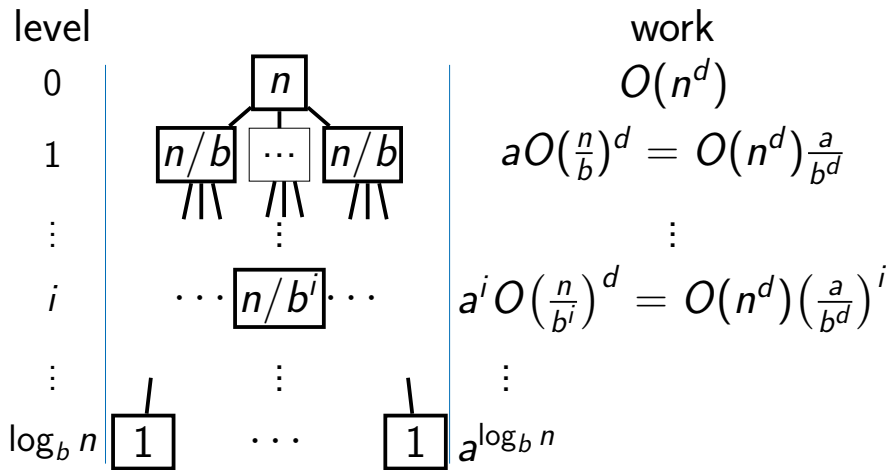 level work
0 n O(n^d)
1 n/b ... n/b aO(n/b)^d = O(n^d) a/b^d
⋮ ⋮ ⋮
i ... n/b^i ... a^i O(n/b^i)^d = O(n^d)(a/b^d)^i
⋮ ⋮ ⋮
log_b n 1 ... 1 a^{log_b n}